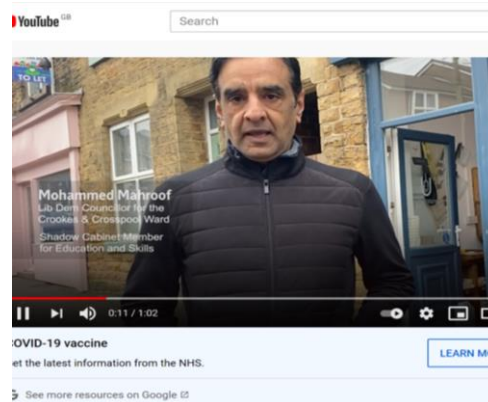 YouTube GB
Search
TO LET
Mohammed Mahroof
Lib Dem Councillor for the
Crookes & Crosspool Ward
Shadow Cabinet Member
for Education and Skills
0:11 / 1:02
OVID-19 vaccine
et the latest information from the NHS.
LEARN M
See more resources on Google